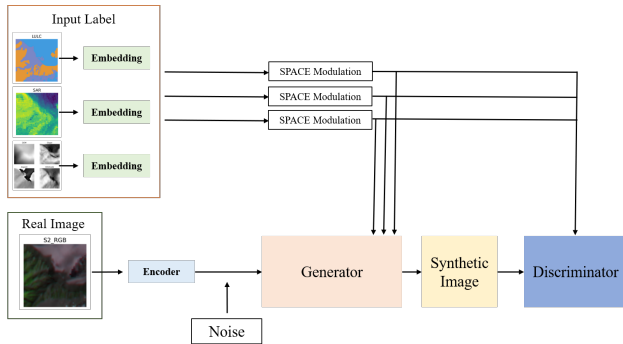 Input Label
LULC
Embedding
SPACE Modulation
SAR
Embedding
SPACE Modulation
SPACE Modulation
Embedding
Real Image
S2_RGB
Encoder
Generator
Synthetic
Image
Discriminator
Noise